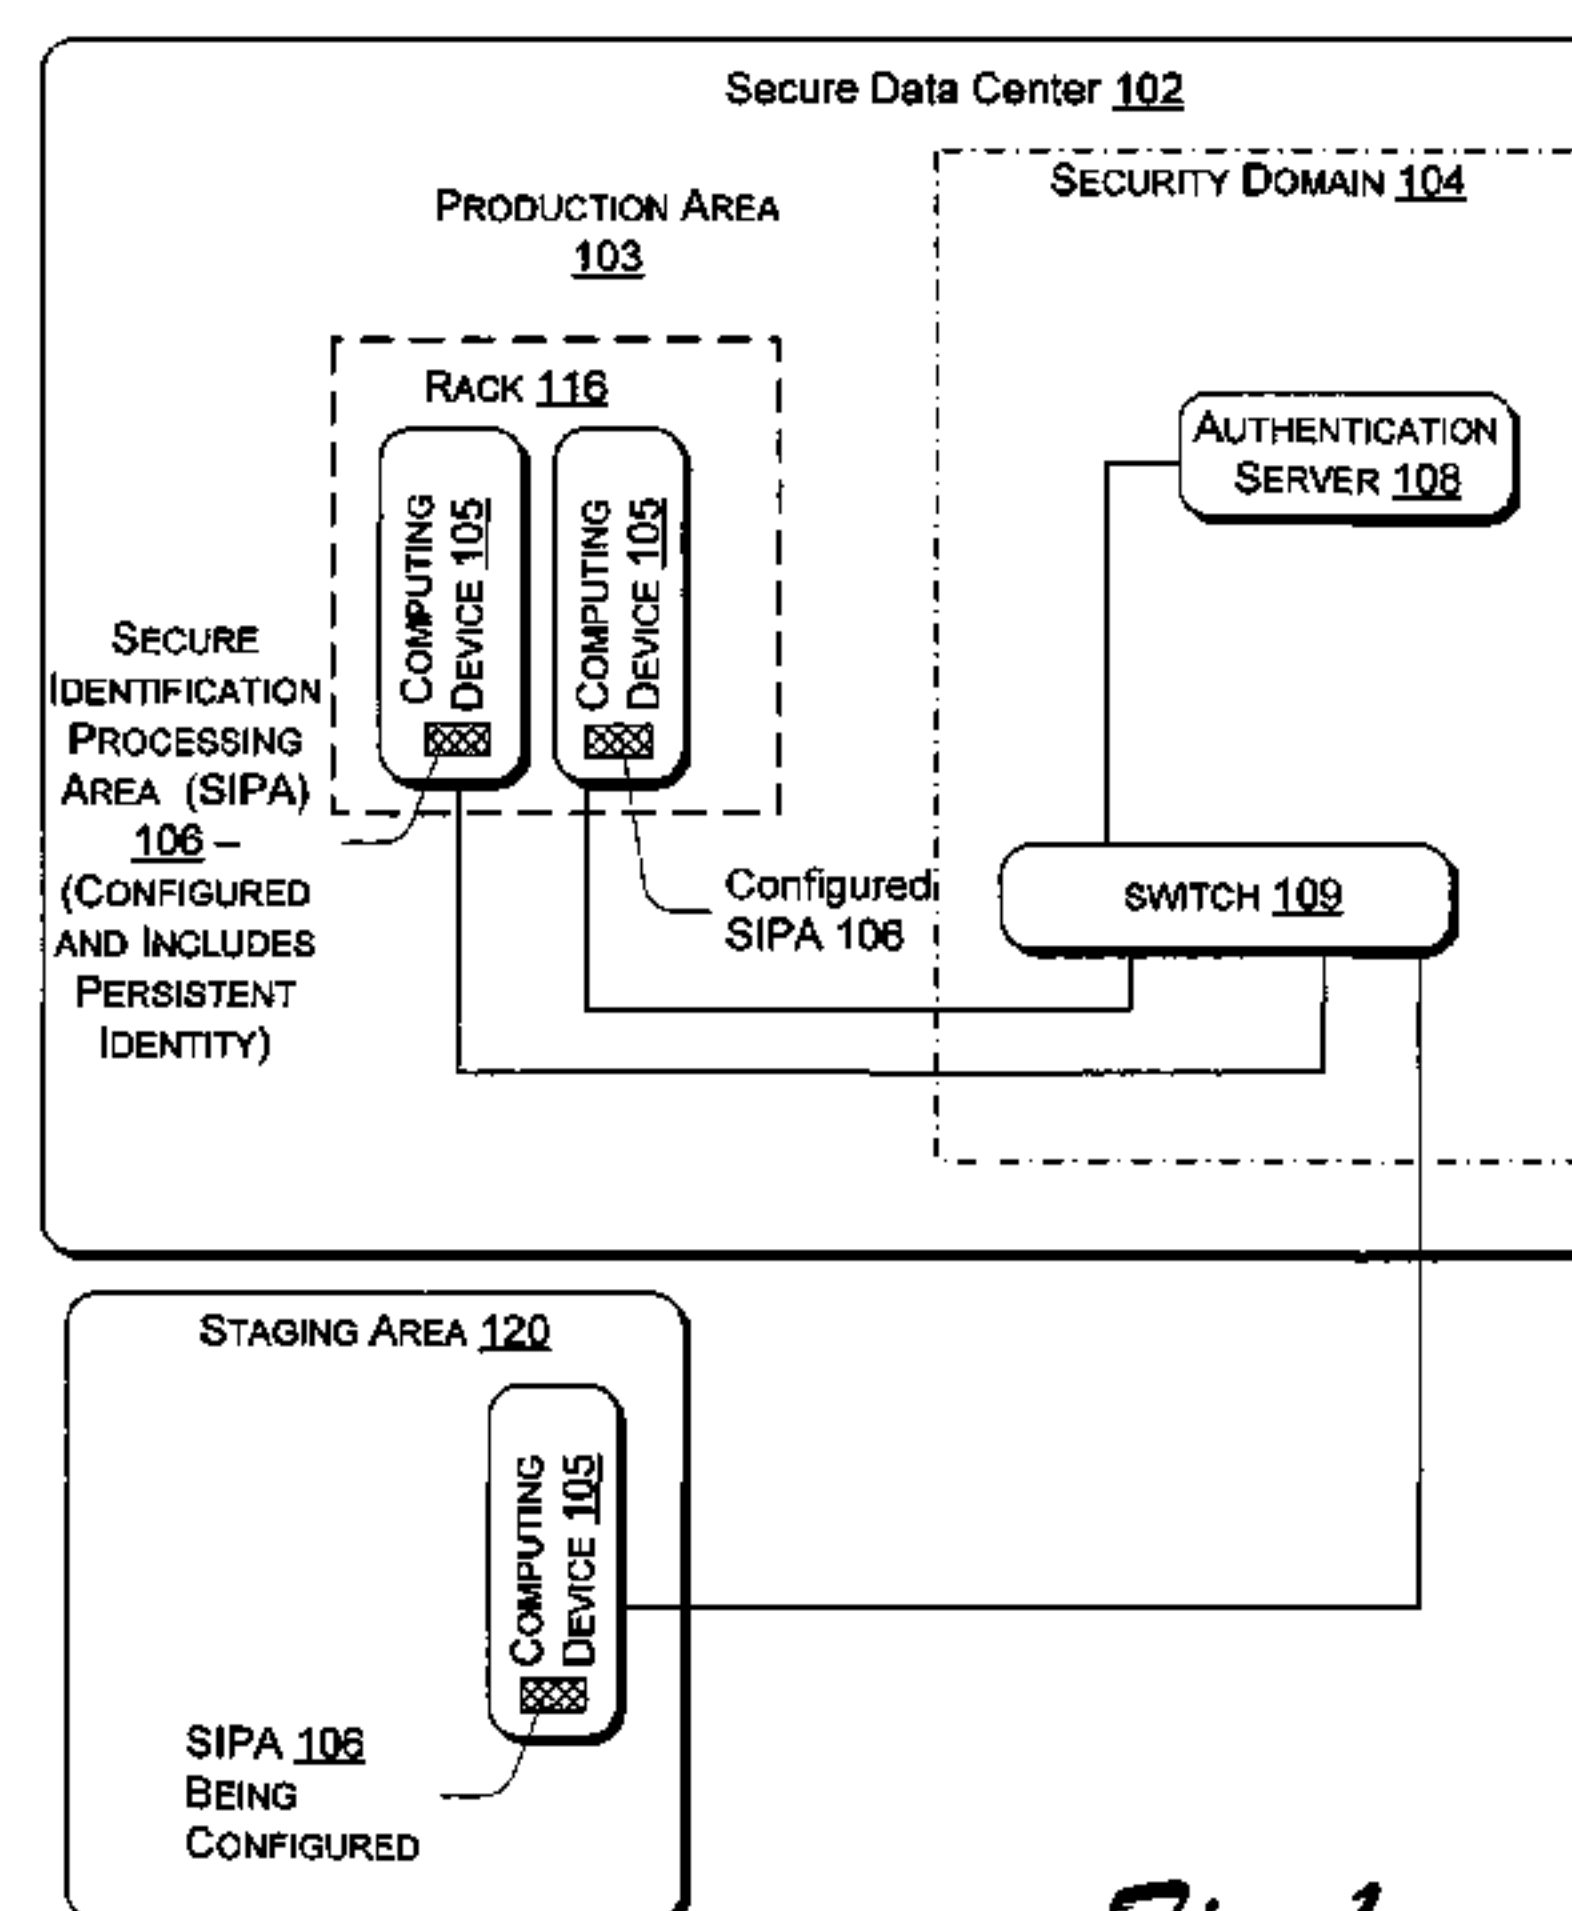 Secure Data Center 102
SECURITY DOMAIN 104
PRODUCTION AREA
103
RACK 116
COMPUTING
DEVICE 105
COMPUTING
DEVICE 105
AUTHENTICATION
SERVER 108
SECURE
IDENTIFICATION
PROCESSING
AREA (SIPA)
106 –
(CONFIGURED
AND INCLUDES
PERSISTENT
IDENTITY)
Configured
SIPA 106
SWITCH 109
STAGING AREA 120
COMPUTING
DEVICE 105
SIPA 106
BEING
CONFIGURED